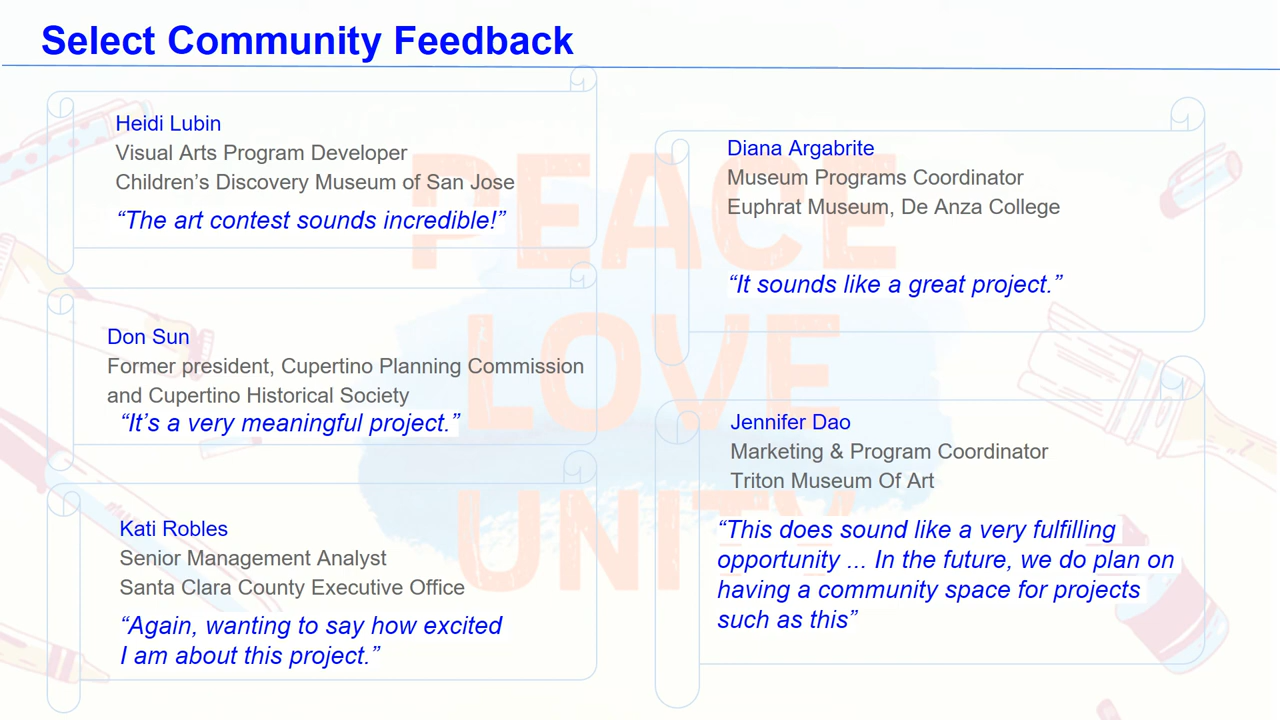 Select Community Feedback
Heidi Lubin
Visual Arts Program Developer
Children’s Discovery Museum of San Jose
“The art contest sounds incredible!”
Don Sun
Former president, Cupertino Planning Commission
and Cupertino Historical Society
“It’s a very meaningful project.”
Kati Robles
Senior Management Analyst
Santa Clara County Executive Office
“Again, wanting to say how excited
I am about this project.”
Diana Argabrite
Museum Programs Coordinator
Euphrat Museum, De Anza College
“It sounds like a great project.”
Jennifer Dao
Marketing & Program Coordinator
Triton Museum Of Art
“This does sound like a very fulfilling
opportunity ... In the future, we do plan on
having a community space for projects
such as this”
PEACE
LOVE
UNITY